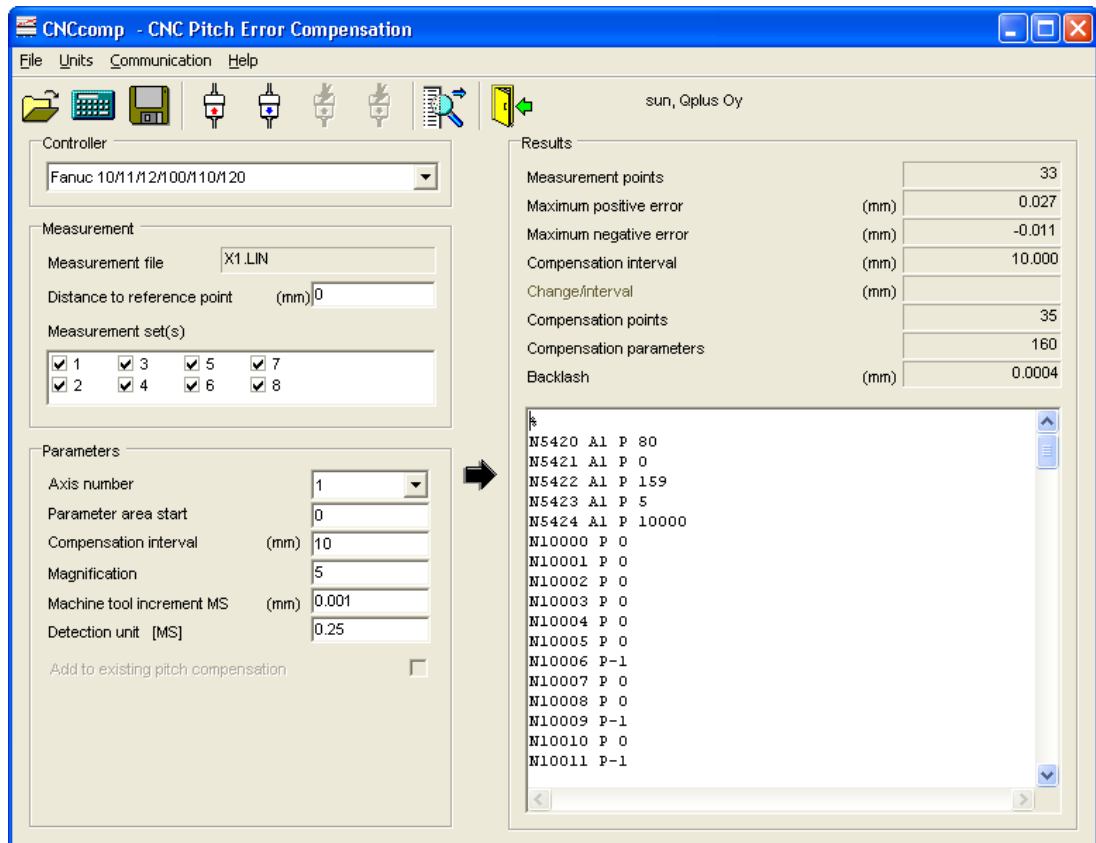 CNCcomp - CNC Pitch Error Compensation
File Units Communication Help
sun, Qplus Oy
Controller
Fanuc 10/11/12/100/110/120
Measurement
Measurement file X1.LIN
Distance to reference point (mm) 0
Measurement set(s)
1 3 5 7
2 4 6 8
Parameters
Axis number 1
Parameter area start 0
Compensation interval (mm) 10
Magnification 5
Machine tool increment MS (mm) 0.001
Detection unit [MS] 0.25
Add to existing pitch compensation
Results
Measurement points 33
Maximum positive error (mm) 0.027
Maximum negative error (mm) -0.011
Compensation interval (mm) 10.000
Change/interval (mm)
Compensation points 35
Compensation parameters 160
Backlash (mm) 0.0004
%
N5420 A1 P 80
N5421 A1 P 0
N5422 A1 P 159
N5423 A1 P 5
N5424 A1 P 10000
N10000 P 0
N10001 P 0
N10002 P 0
N10003 P 0
N10004 P 0
N10005 P 0
N10006 P-1
N10007 P 0
N10008 P 0
N10009 P-1
N10010 P 0
N10011 P-1